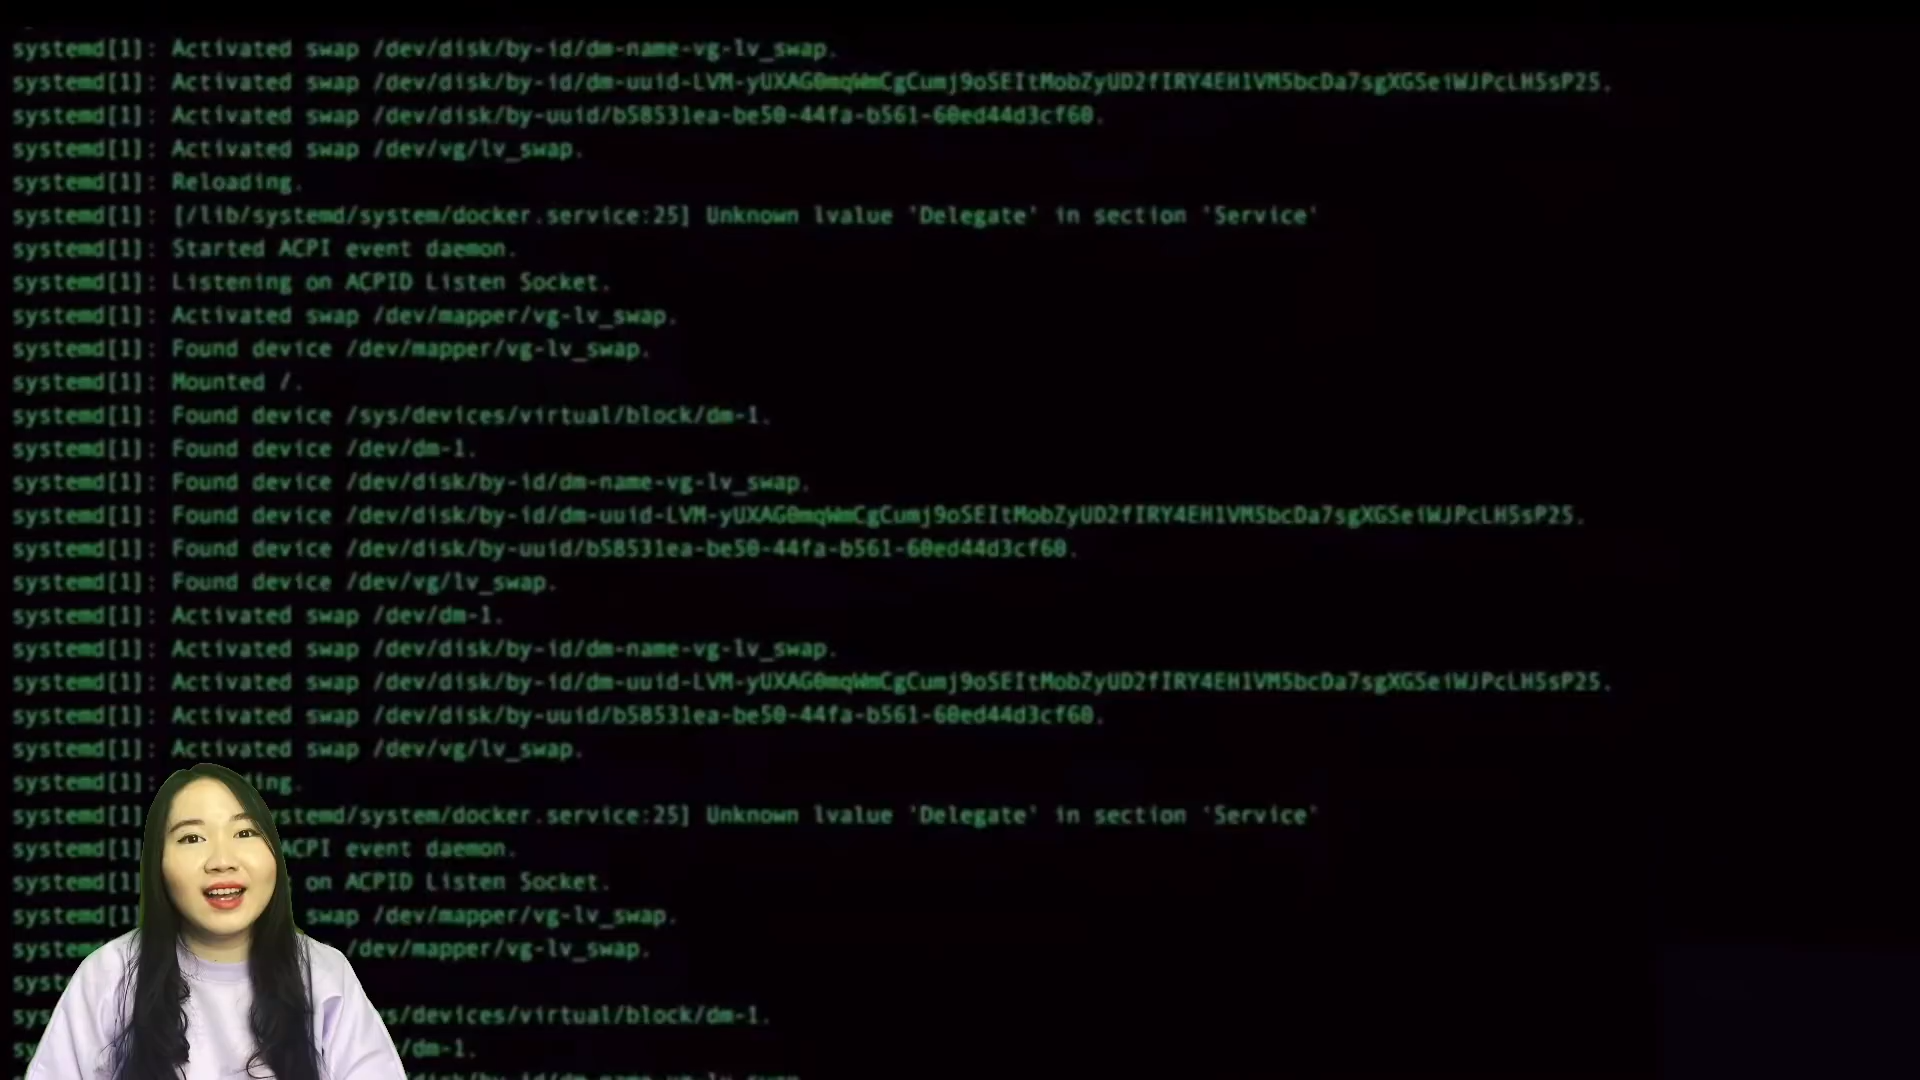 systemd[1]: Activated swap /dev/disk/by-id/dm-name-vg-lv_swap.
systemd[1]: Activated swap /dev/disk/by-id/dm-uuid-LVM-yUXAG0mqWmCgCumj9oSEItMobZyUD2fIRY4EH1VM5bcDa7sgXGSeiWJPcLH5sP25.
systemd[1]: Activated swap /dev/disk/by-uuid/b58531ea-be50-44fa-b561-60ed44d3cf60.
systemd[1]: Activated swap /dev/vg/lv_swap.
systemd[1]: Reloading.
systemd[1]: [/lib/systemd/system/docker.service:25] Unknown lvalue 'Delegate' in section 'Service'
systemd[1]: Started ACPI event daemon.
systemd[1]: Listening on ACPID Listen Socket.
systemd[1]: Activated swap /dev/mapper/vg-lv_swap.
systemd[1]: Found device /dev/mapper/vg-lv_swap.
systemd[1]: Mounted /.
systemd[1]: Found device /sys/devices/virtual/block/dm-1.
systemd[1]: Found device /dev/dm-1.
systemd[1]: Found device /dev/disk/by-id/dm-name-vg-lv_swap.
systemd[1]: Found device /dev/disk/by-id/dm-uuid-LVM-yUXAG0mqWmCgCumj9oSEItMobZyUD2fIRY4EH1VM5bcDa7sgXGSeiWJPcLH5sP25.
systemd[1]: Found device /dev/disk/by-uuid/b58531ea-be50-44fa-b561-60ed44d3cf60.
systemd[1]: Found device /dev/vg/lv_swap.
systemd[1]: Activated swap /dev/dm-1.
systemd[1]: Activated swap /dev/disk/by-id/dm-name-vg-lv_swap.
systemd[1]: Activated swap /dev/disk/by-id/dm-uuid-LVM-yUXAG0mqWmCgCumj9oSEItMobZyUD2fIRY4EH1VM5bcDa7sgXGSeiWJPcLH5sP25.
systemd[1]: Activated swap /dev/disk/by-uuid/b58531ea-be50-44fa-b561-60ed44d3cf60.
systemd[1]: Activated swap /dev/vg/lv_swap.
systemd[1]: ing.
systemd[1] stemd/system/docker.service:25] Unknown lvalue 'Delegate' in section 'Service'
systemd[1] ACPI event daemon.
systemd[1] on ACPID Listen Socket.
systemd[1] swap /dev/mapper/vg-lv_swap.
systemd /dev/mapper/vg-lv_swap.
syst
sys s/devices/virtual/block/dm-1.
sy /dm-1.